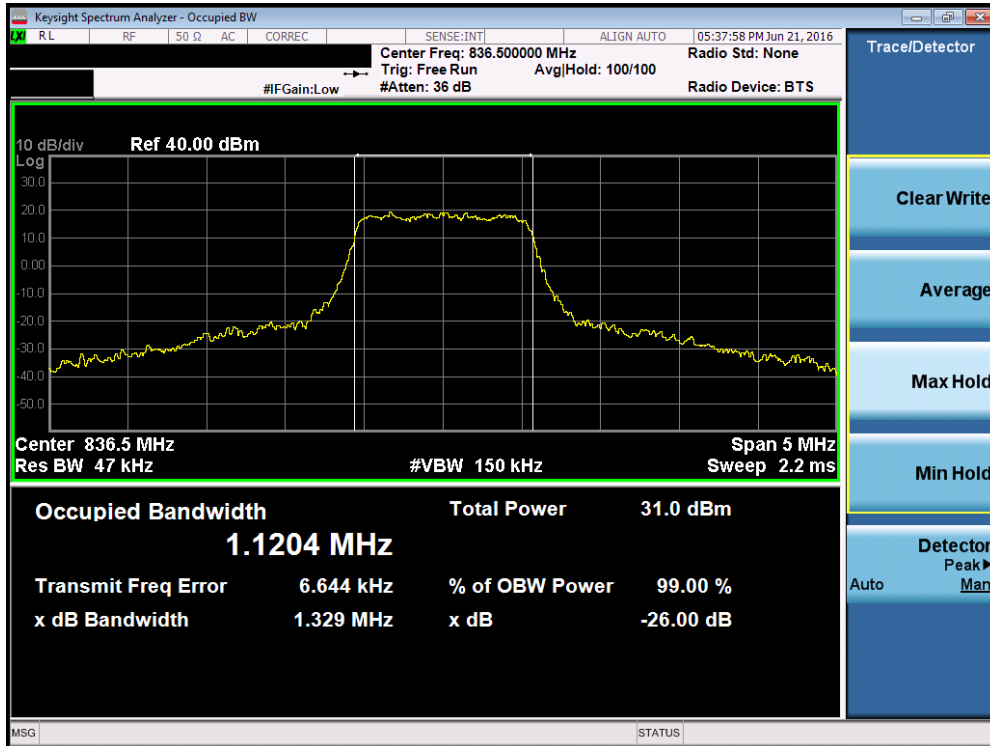 Keysight Spectrum Analyzer - Occupied BW
LXI RL RF 50 Ω AC CORREC SENSE:INT ALIGN AUTO 05:37:58 PM Jun 21, 2016
Center Freq: 836.500000 MHz Radio Std: None
Trig: Free Run Avg|Hold: 100/100
#IFGain:Low #Atten: 36 dB Radio Device: BTS
Trace/Detector
10 dB/div Ref 40.00 dBm
Log
30.0
20.0
10.0
0.00
-10.0
-20.0
-30.0
-40.0
-50.0
Center 836.5 MHz Span 5 MHz
Res BW 47 kHz #VBW 150 kHz Sweep 2.2 ms
Occupied Bandwidth Total Power 31.0 dBm
1.1204 MHz
Transmit Freq Error 6.644 kHz % of OBW Power 99.00 %
x dB Bandwidth 1.329 MHz x dB -26.00 dB
Clear Write
Average
Max Hold
Min Hold
Detector
Peak▶
Auto Man
MSG STATUS